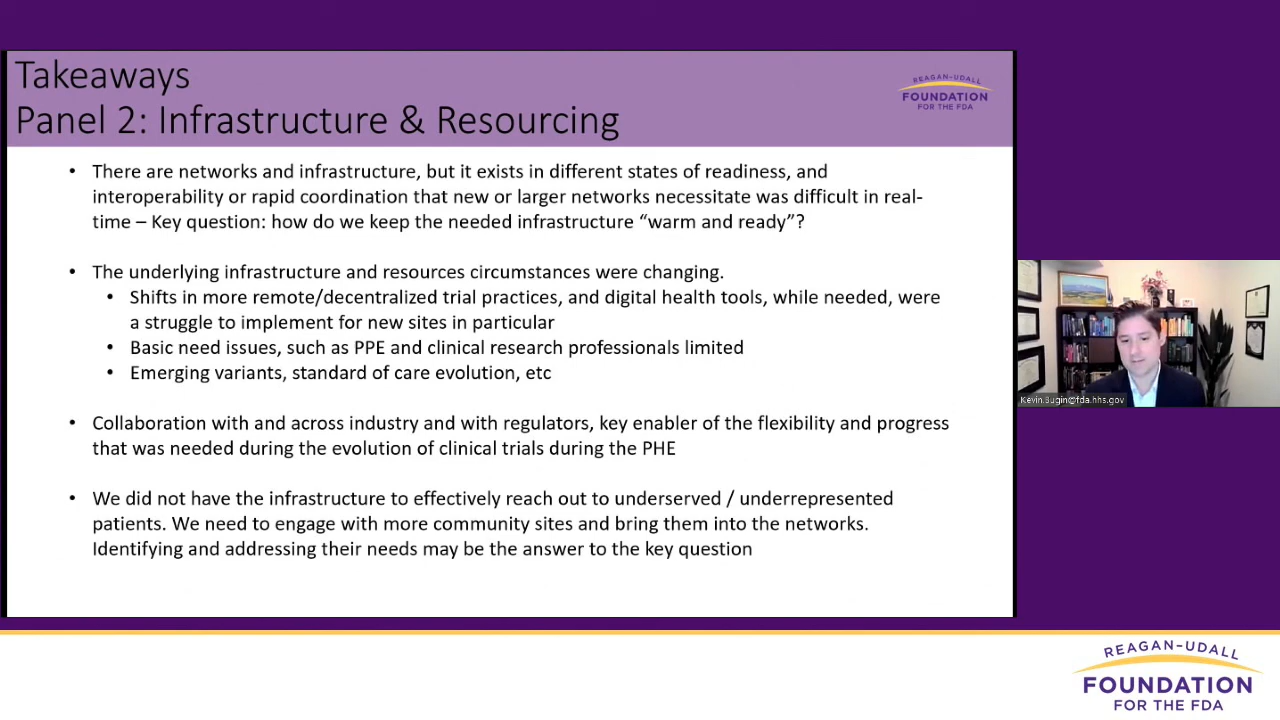 Takeaways
Panel 2: Infrastructure & Resourcing
REAGAN-UDALL
FOUNDATION
FOR THE FDA
• There are networks and infrastructure, but it exists in different states of readiness, and
interoperability or rapid coordination that new or larger networks necessitate was difficult in real-
time – Key question: how do we keep the needed infrastructure “warm and ready”?
• The underlying infrastructure and resources circumstances were changing.
• Shifts in more remote/decentralized trial practices, and digital health tools, while needed, were
a struggle to implement for new sites in particular
• Basic need issues, such as PPE and clinical research professionals limited
• Emerging variants, standard of care evolution, etc
• Collaboration with and across industry and with regulators, key enabler of the flexibility and progress
that was needed during the evolution of clinical trials during the PHE
• We did not have the infrastructure to effectively reach out to underserved / underrepresented
patients. We need to engage with more community sites and bring them into the networks.
Identifying and addressing their needs may be the answer to the key question
Kevin.Bugin@fda.hhs.gov
REAGAN-UDALL
FOUNDATION
FOR THE FDA